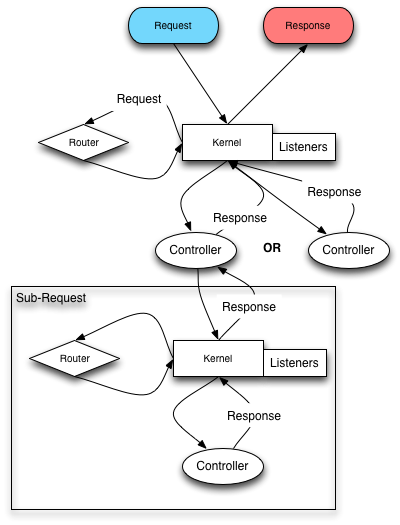 Request
Response
Request
Router
Kernel
Listeners
Response
Response
Controller
OR
Controller
Sub-Request
Response
Router
Kernel
Listeners
Response
Controller